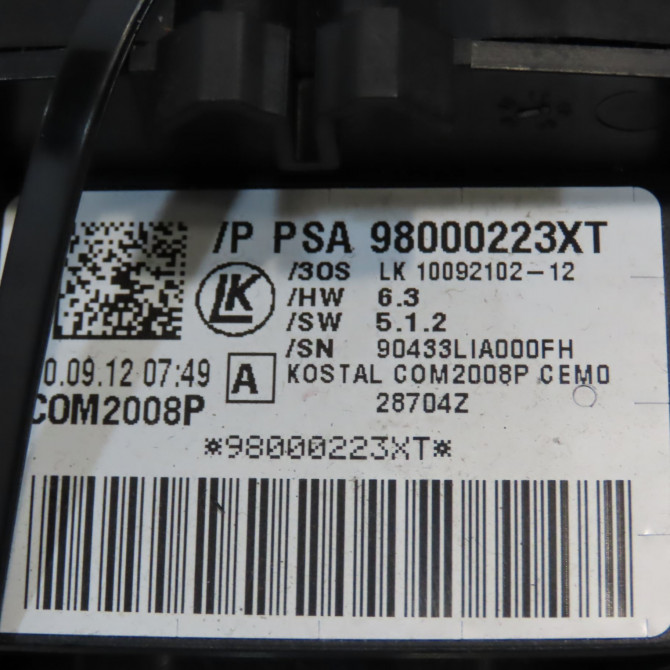 /P PSA 98000223XT
/3OS LK 10092102-12
LK
/HW 6.3
/SW 5.1.2
/SN 90433LIA000FH
0.09.12 07:49 A KOSTAL COM2008P CEM0
COM2008P 28704Z
*98000223XT*